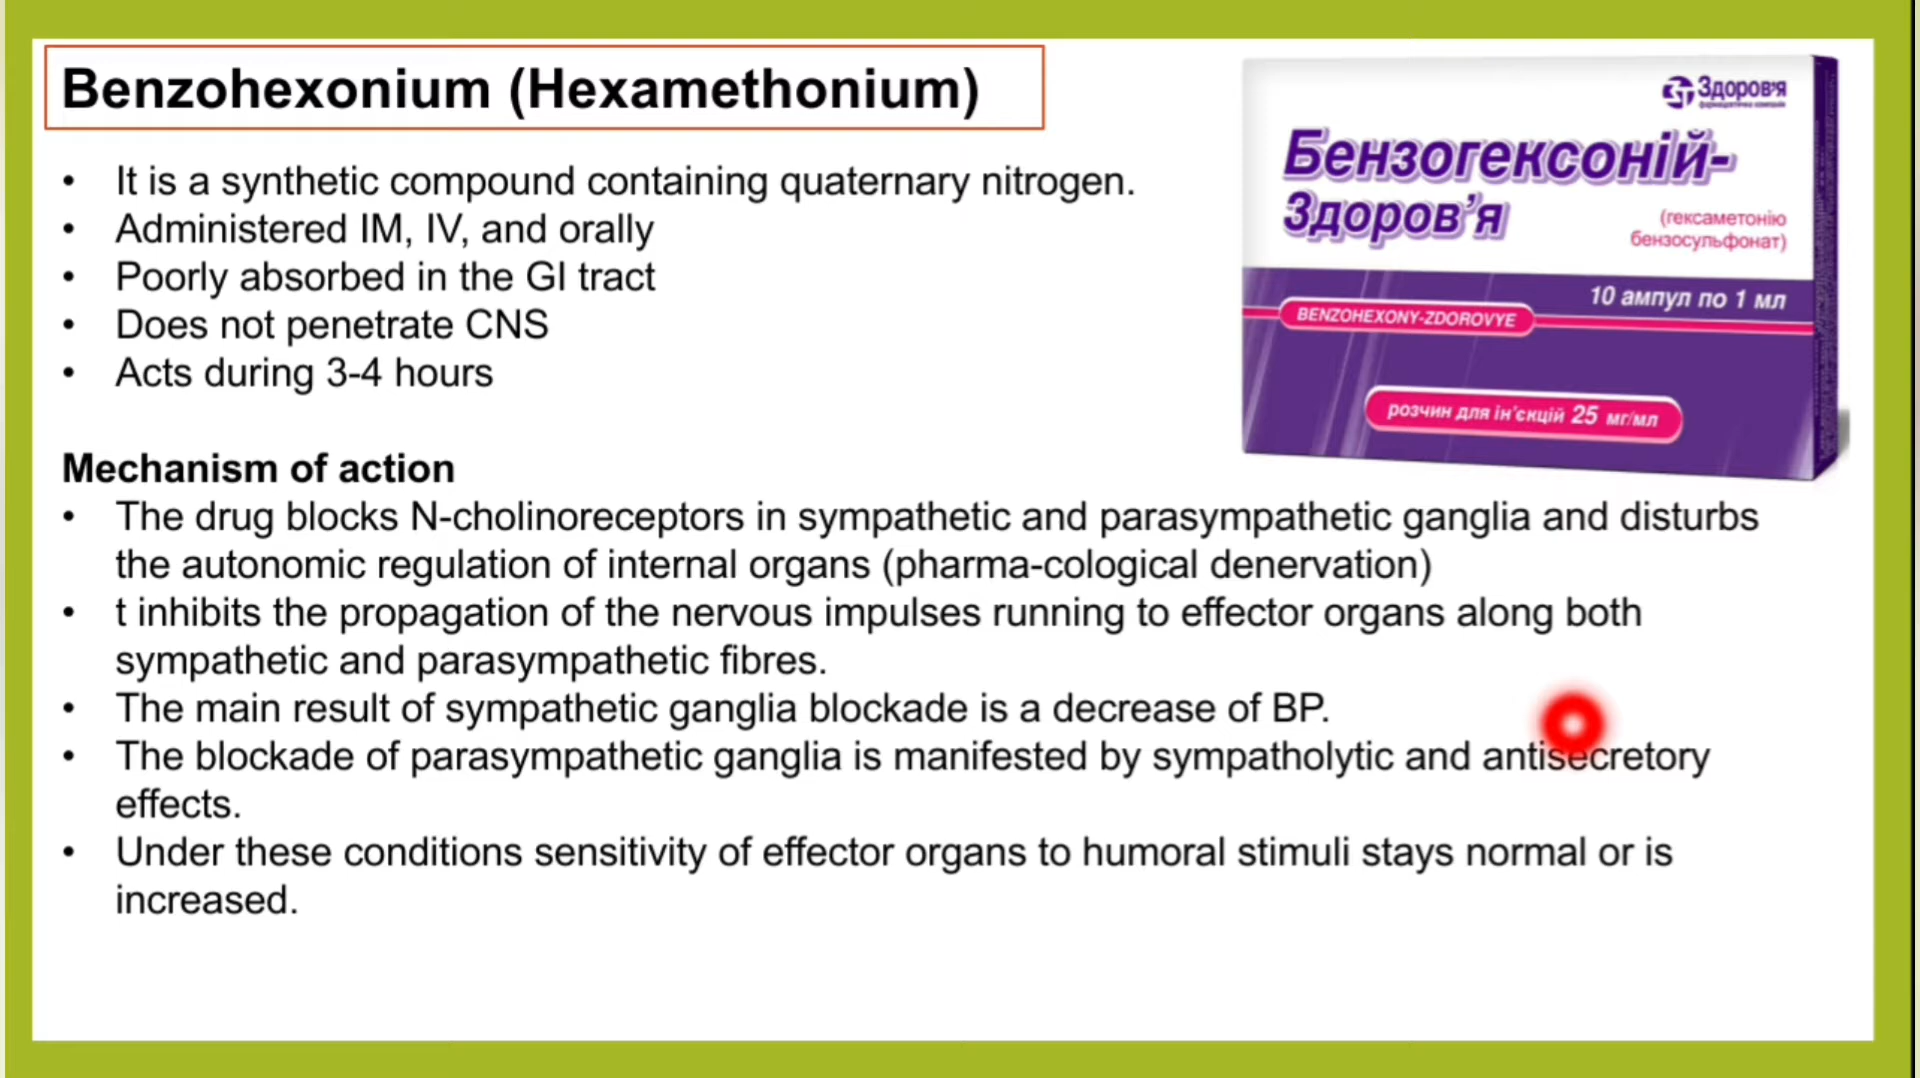 Benzohexonium (Hexamethonium)
• It is a synthetic compound containing quaternary nitrogen.
• Administered IM, IV, and orally
• Poorly absorbed in the GI tract
• Does not penetrate CNS
• Acts during 3-4 hours
Здоров'я
фармацевтична компанія
Бензогексоній-
Здоров'я
(гексаметонію
бензосульфонат)
10 ампул по 1 мл
BENZOHEXONY-ZDOROVYE
розчин для ін'єкцій 25 мг/мл
Mechanism of action
• The drug blocks N-cholinoreceptors in sympathetic and parasympathetic ganglia and disturbs
the autonomic regulation of internal organs (pharma-cological denervation)
• t inhibits the propagation of the nervous impulses running to effector organs along both
sympathetic and parasympathetic fibres.
• The main result of sympathetic ganglia blockade is a decrease of BP.
• The blockade of parasympathetic ganglia is manifested by sympatholytic and antisecretory
effects.
• Under these conditions sensitivity of effector organs to humoral stimuli stays normal or is
increased.